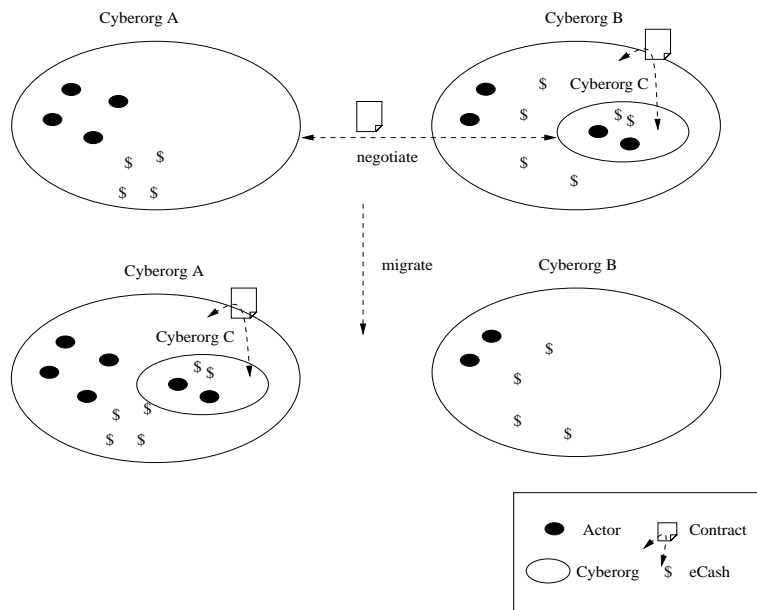 Cyberorg A
Cyberorg B
Cyberorg C
$
$
$
$ $
$
$
$ $
$ $
negotiate
migrate
Cyberorg A
Cyberorg B
Cyberorg C
$ $
$ $
$ $
$
$
$
$
Actor
Contract
Cyberorg
$ eCash